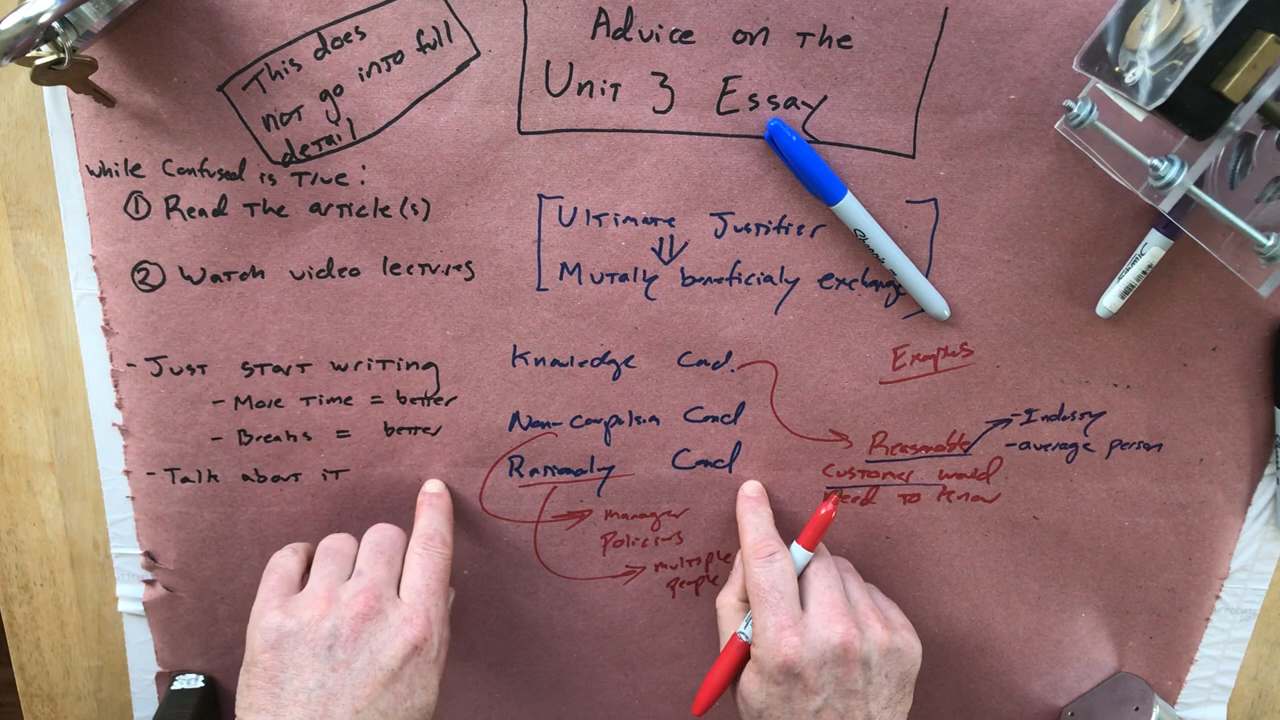 This does
not go into full
detail
Advice on The
Unit 3 Essay
while Confused is True:
① Read The article(s)
② Watch video lectures
- Just start writing
- More Time = better
- Breaks = better
- Talk about it
Ultimate Justifier
⇓
Mutaly beneficialy exchange
Knowledge Cond.
Non-compulsion Cond
Rationaly Cond
→ manager
Policies
→ multiple
people
Examples
Reasonable
- Industry
- average person
Customer would
need to know
Sharpie